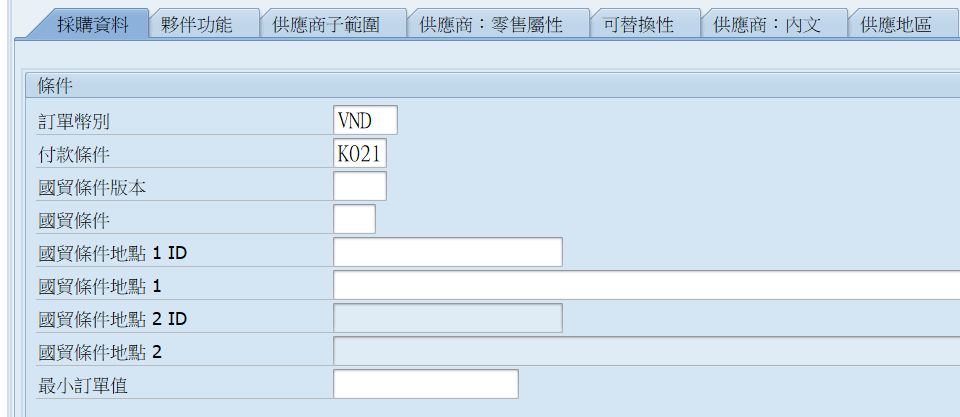 採購資料 夥伴功能 供應商子範圍 供應商：零售屬性 可替換性 供應商：內文 供應地區
條件
訂單幣別 VND
付款條件 K021
國貿條件版本
國貿條件
國貿條件地點 1 ID
國貿條件地點 1
國貿條件地點 2 ID
國貿條件地點 2
最小訂單值